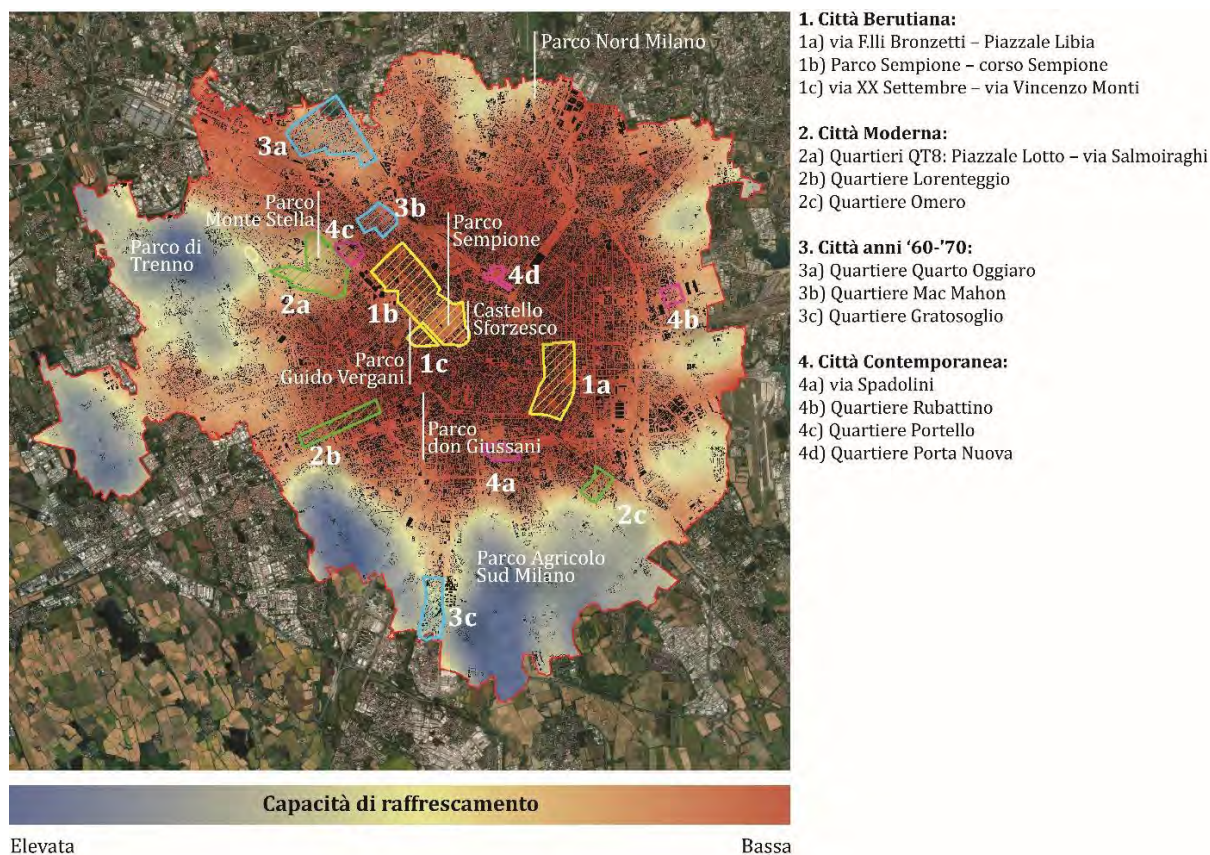 Parco Nord Milano
3a
Parco
Monte Stella
4c
3b
Parco
Sempione
Parco di
Trenno
4d
2a
1b
Castello
Sforzesco
4b
Parco
Guido Vergani
1c
1a
Parco
don Giussani
2b
4a
2c
Parco Agricolo
Sud Milano
3c
Capacità di raffrescamento
Elevata
Bassa
1. Città Berutiana:
1a) via F.lli Bronzetti – Piazzale Libia
1b) Parco Sempione – corso Sempione
1c) via XX Settembre – via Vincenzo Monti
2. Città Moderna:
2a) Quartieri QT8: Piazzale Lotto – via Salmoiraghi
2b) Quartiere Lorenteggio
2c) Quartiere Omero
3. Città anni ‘60-’70:
3a) Quartiere Quarto Oggiaro
3b) Quartiere Mac Mahon
3c) Quartiere Gratosoglio
4. Città Contemporanea:
4a) via Spadolini
4b) Quartiere Rubattino
4c) Quartiere Portello
4d) Quartiere Porta Nuova